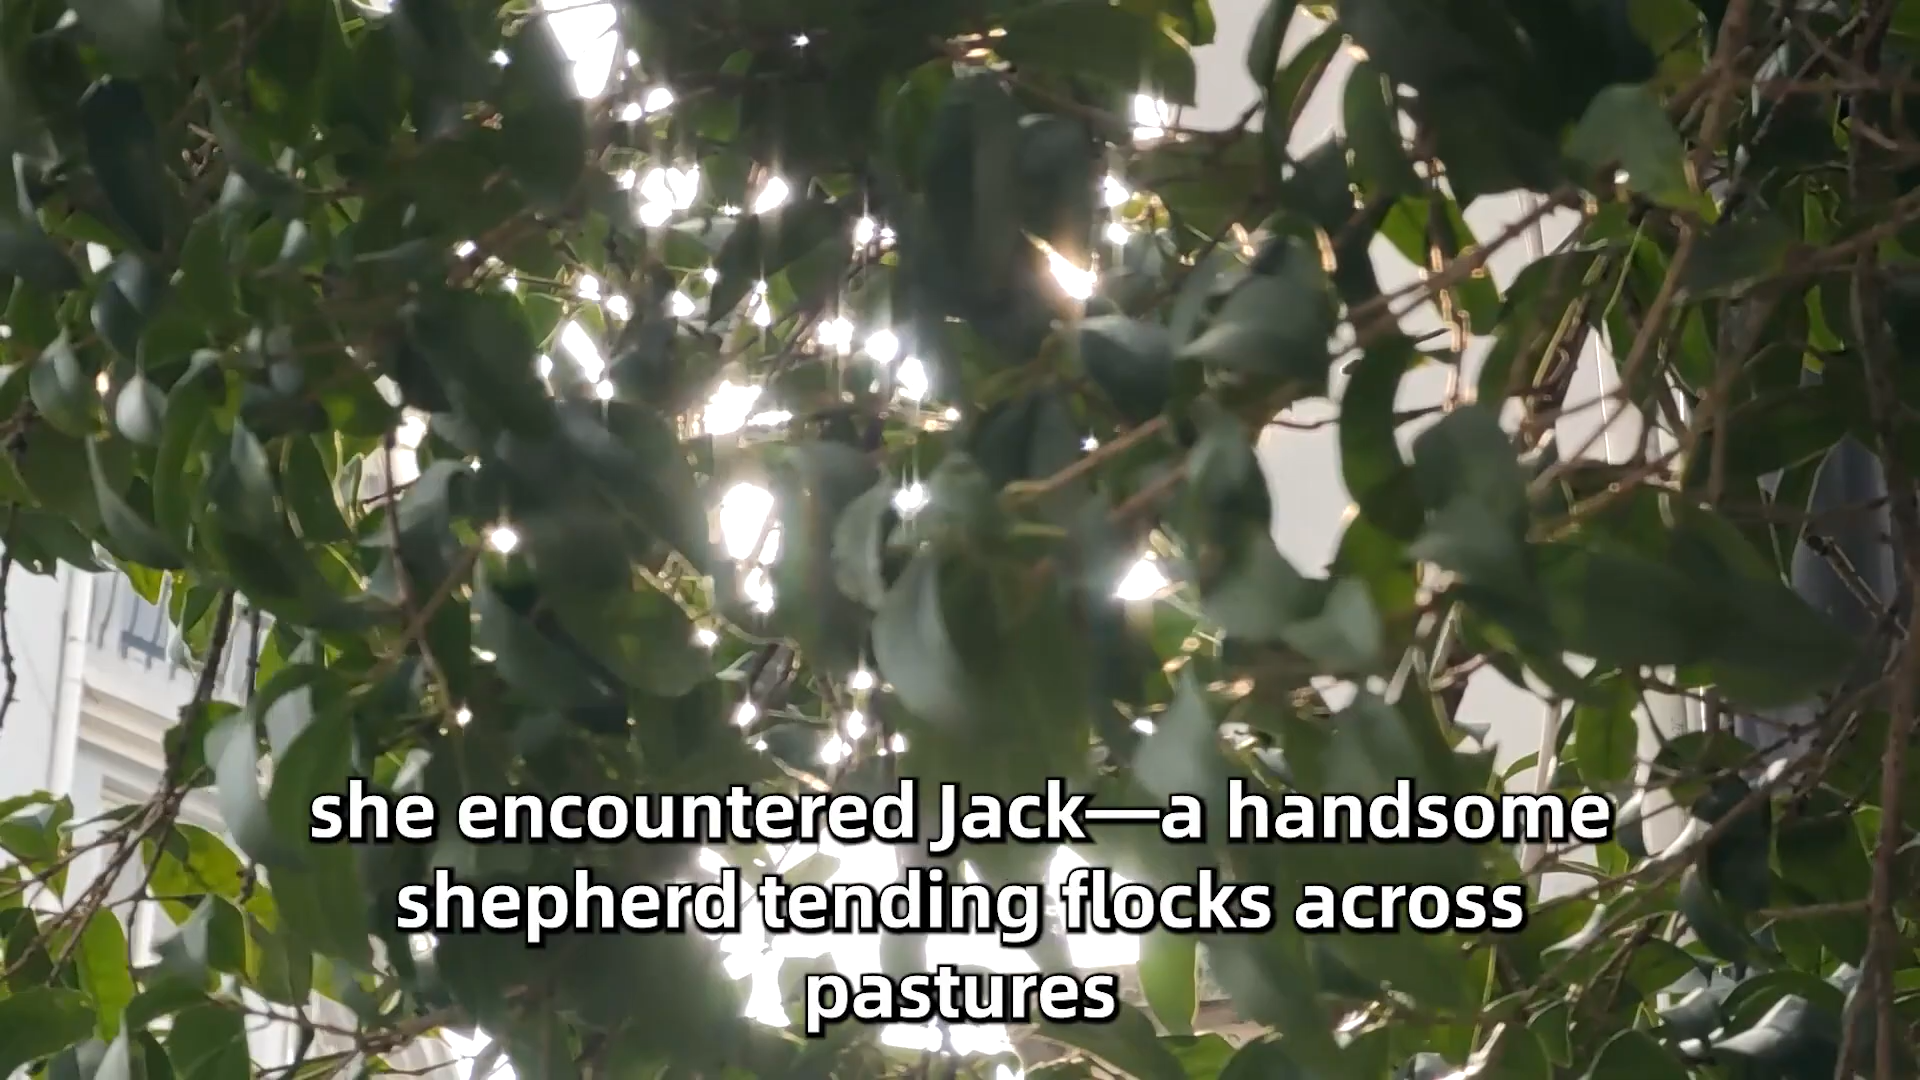 she encountered Jack—a handsome
shepherd tending flocks across
pastures